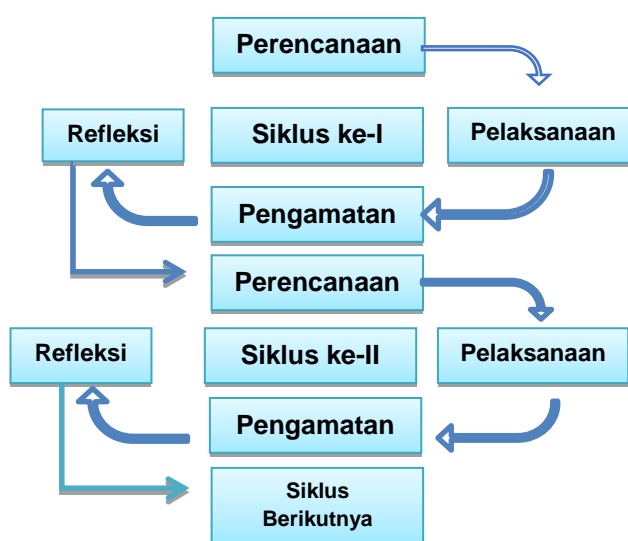 Perencanaan
Refleksi
Siklus ke-I
Pelaksanaan
Pengamatan
Perencanaan
Refleksi
Siklus ke-II
Pelaksanaan
Pengamatan
Siklus
Berikutnya